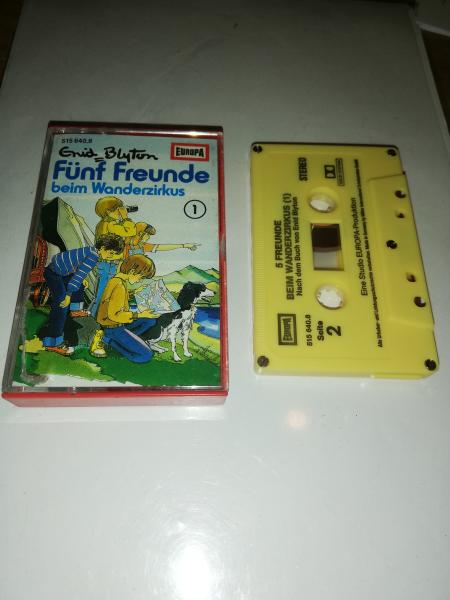 515 640.8
Enid Blyton
EUROPA
Fünf Freunde
beim Wanderzirkus
1
STEREO
5 FREUNDE
BEIM WANDERZIRKUS (1)
Nach dem Buch von Enid Blyton
Eine Studio EUROPA-Produktion
EUROPA
515 640.8
Seite
2